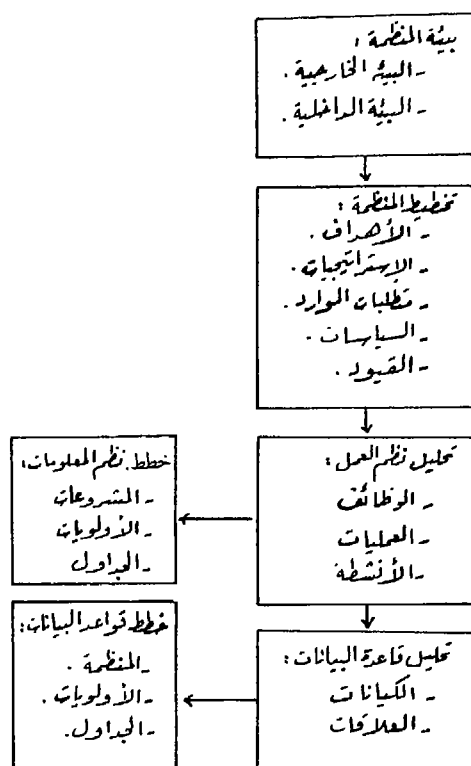 بيئة المنظمة :
- البيئة الخارجية .
- البيئة الداخلية .
تخطيط المنظمة :
- الأهداف .
- الإستراتيجيات .
- متطلبات الموارد .
- السياسات .
- القيود .
تحليل نظم العمل :
- الوظائف
- العمليات
- الأنشطة
خطط نظم المعلومات :
- المشروعات
- الأولويات
- الجداول
تحليل قاعدة البيانات :
- الكيانات
- العلاقات
خطط قواعد البيانات :
- المنظمة .
- الأولويات .
- الجداول .